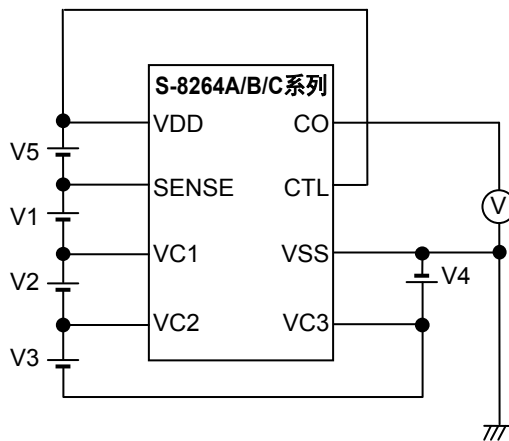 S-8264A/B/C系列
VDD
CO
V5
SENSE
CTL
V
V1
VC1
VSS
V2
V4
VC2
VC3
V3